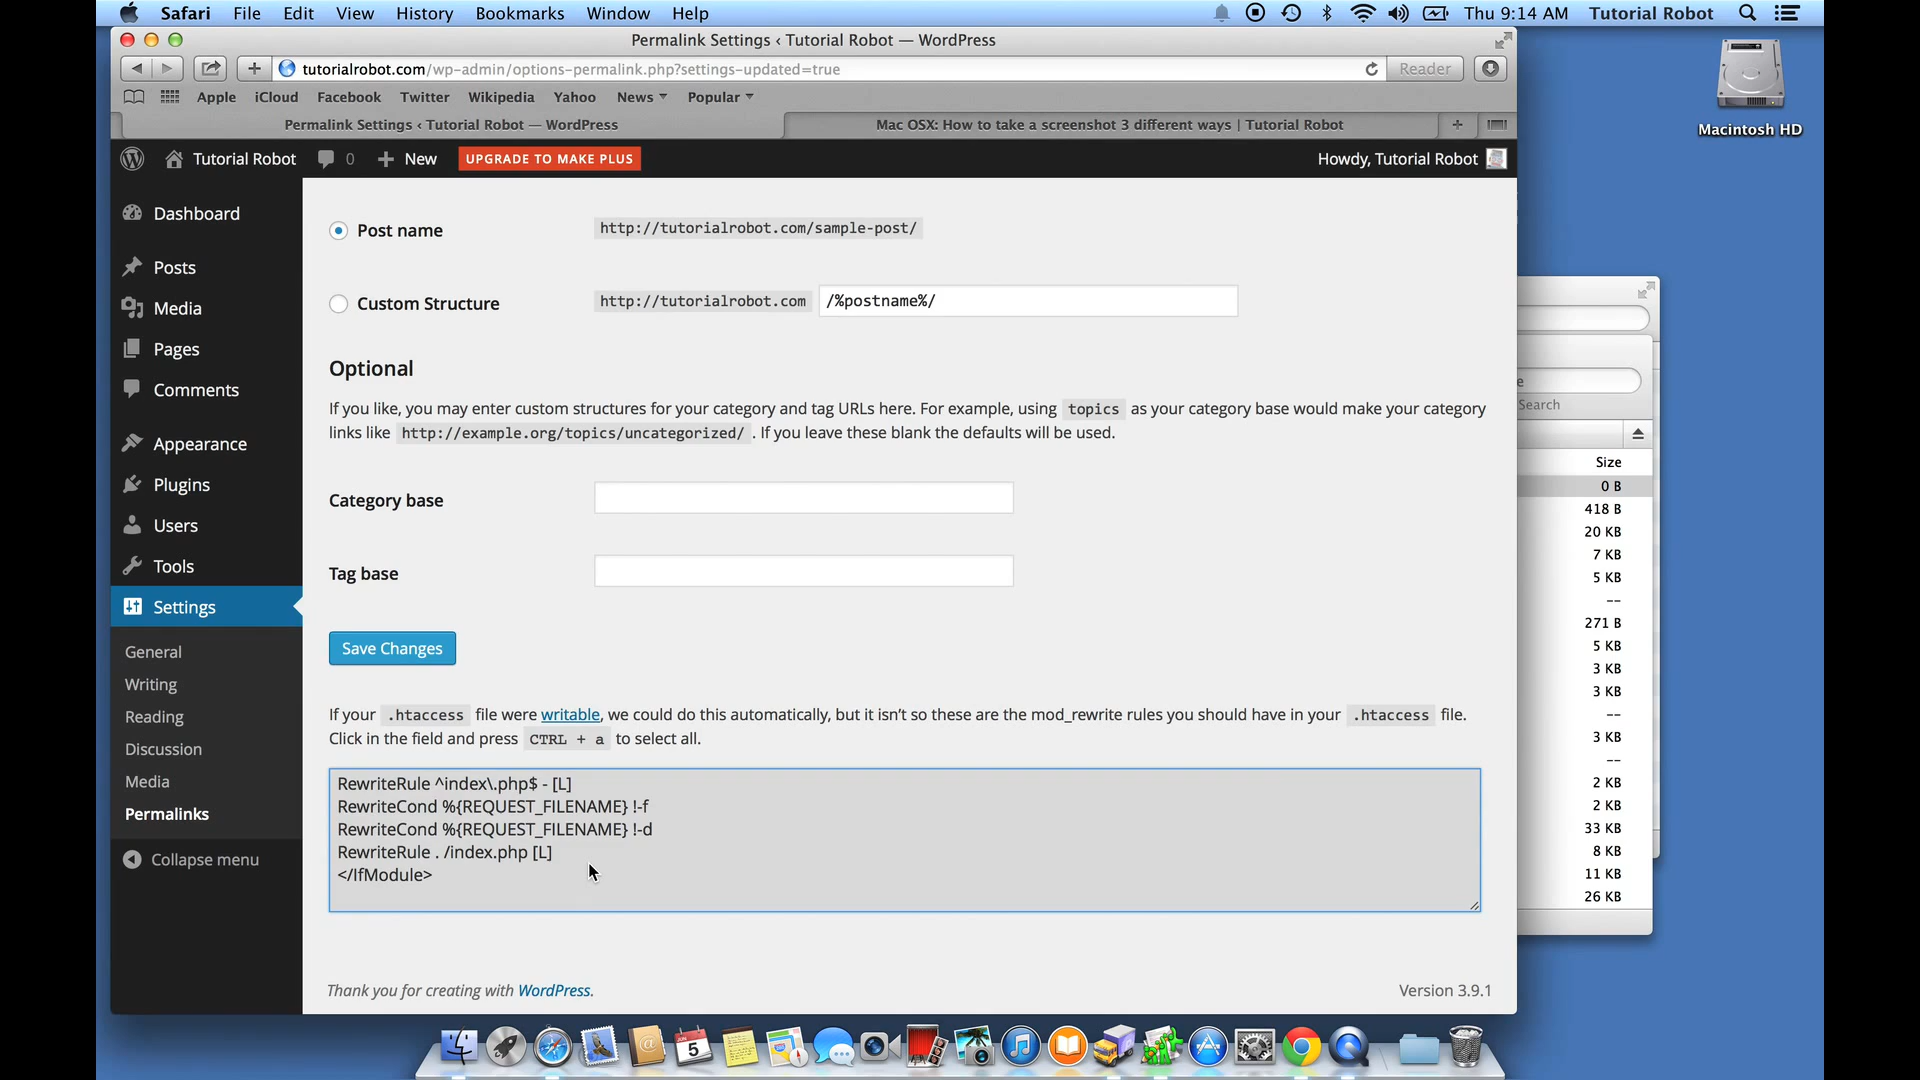 Safari File Edit View History Bookmarks Window Help Thu 9:14 AM Tutorial Robot
Permalink Settings ‹ Tutorial Robot — WordPress
tutorialrobot.com/wp-admin/options-permalink.php?settings-updated=true Reader
Apple iCloud Facebook Twitter Wikipedia Yahoo News Popular
Permalink Settings ‹ Tutorial Robot — WordPress Mac OSX: How to take a screenshot 3 different ways | Tutorial Robot
Macintosh HD
Tutorial Robot 0 New UPGRADE TO MAKE PLUS Howdy, Tutorial Robot
Dashboard
Posts
Media
Pages
Comments
Appearance
Plugins
Users
Tools
Settings
General
Writing
Reading
Discussion
Media
Permalinks
Collapse menu
Post name http://tutorialrobot.com/sample-post/
Custom Structure http://tutorialrobot.com /%postname%/
Optional
If you like, you may enter custom structures for your category and tag URLs here. For example, using topics as your category base would make your category
links like http://example.org/topics/uncategorized/ . If you leave these blank the defaults will be used.
Category base
Tag base
Save Changes
If your .htaccess file were writable, we could do this automatically, but it isn't so these are the mod_rewrite rules you should have in your .htaccess file.
Click in the field and press CTRL + a to select all.
RewriteRule ^index\.php$ - [L]
RewriteCond %{REQUEST_FILENAME} !-f
RewriteCond %{REQUEST_FILENAME} !-d
RewriteRule . /index.php [L]
</IfModule>
Thank you for creating with WordPress. Version 3.9.1
e
Search
Size
0 B
418 B
20 KB
7 KB
5 KB
--
271 B
5 KB
3 KB
3 KB
--
3 KB
--
2 KB
2 KB
33 KB
8 KB
11 KB
26 KB
JUN
5